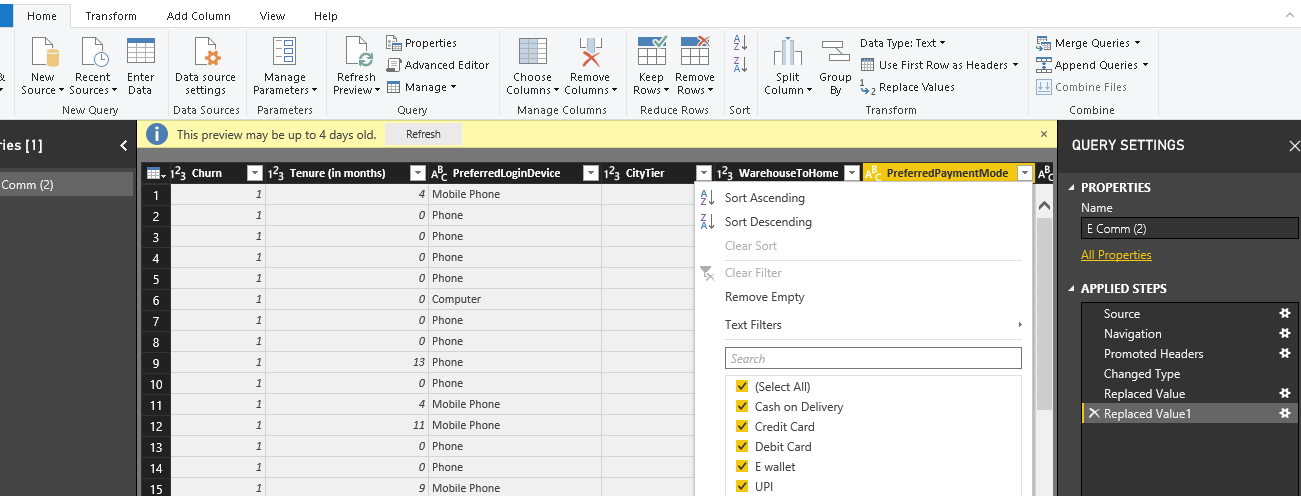 Home Transform Add Column View Help
New Source Recent Sources Enter Data
Data source settings
Manage Parameters
Refresh Preview
Properties
Advanced Editor
Manage
Choose Columns Remove Columns
Keep Rows Remove Rows
Split Column Group By
Data Type: Text
Use First Row as Headers
Replace Values
Merge Queries
Append Queries
Combine Files
New Query Data Sources Parameters Query Manage Columns Reduce Rows Sort Transform Combine
ries [1]
Comm (2)
This preview may be up to 4 days old. Refresh
Churn Tenure (in months) PreferredLoginDevice CityTier WarehouseToHome PreferredPaymentMode
1 1 4 Mobile Phone
2 1 0 Phone
3 1 0 Phone
4 1 0 Phone
5 1 0 Phone
6 1 0 Computer
7 1 0 Phone
8 1 0 Phone
9 1 13 Phone
10 1 0 Phone
11 1 4 Mobile Phone
12 1 11 Mobile Phone
13 1 0 Phone
14 1 0 Phone
15 1 9 Mobile Phone
Sort Ascending
Sort Descending
Clear Sort
Clear Filter
Remove Empty
Text Filters
Search
(Select All)
Cash on Delivery
Credit Card
Debit Card
E wallet
UPI
QUERY SETTINGS
PROPERTIES
Name
E Comm (2)
All Properties
APPLIED STEPS
Source
Navigation
Promoted Headers
Changed Type
Replaced Value
Replaced Value1